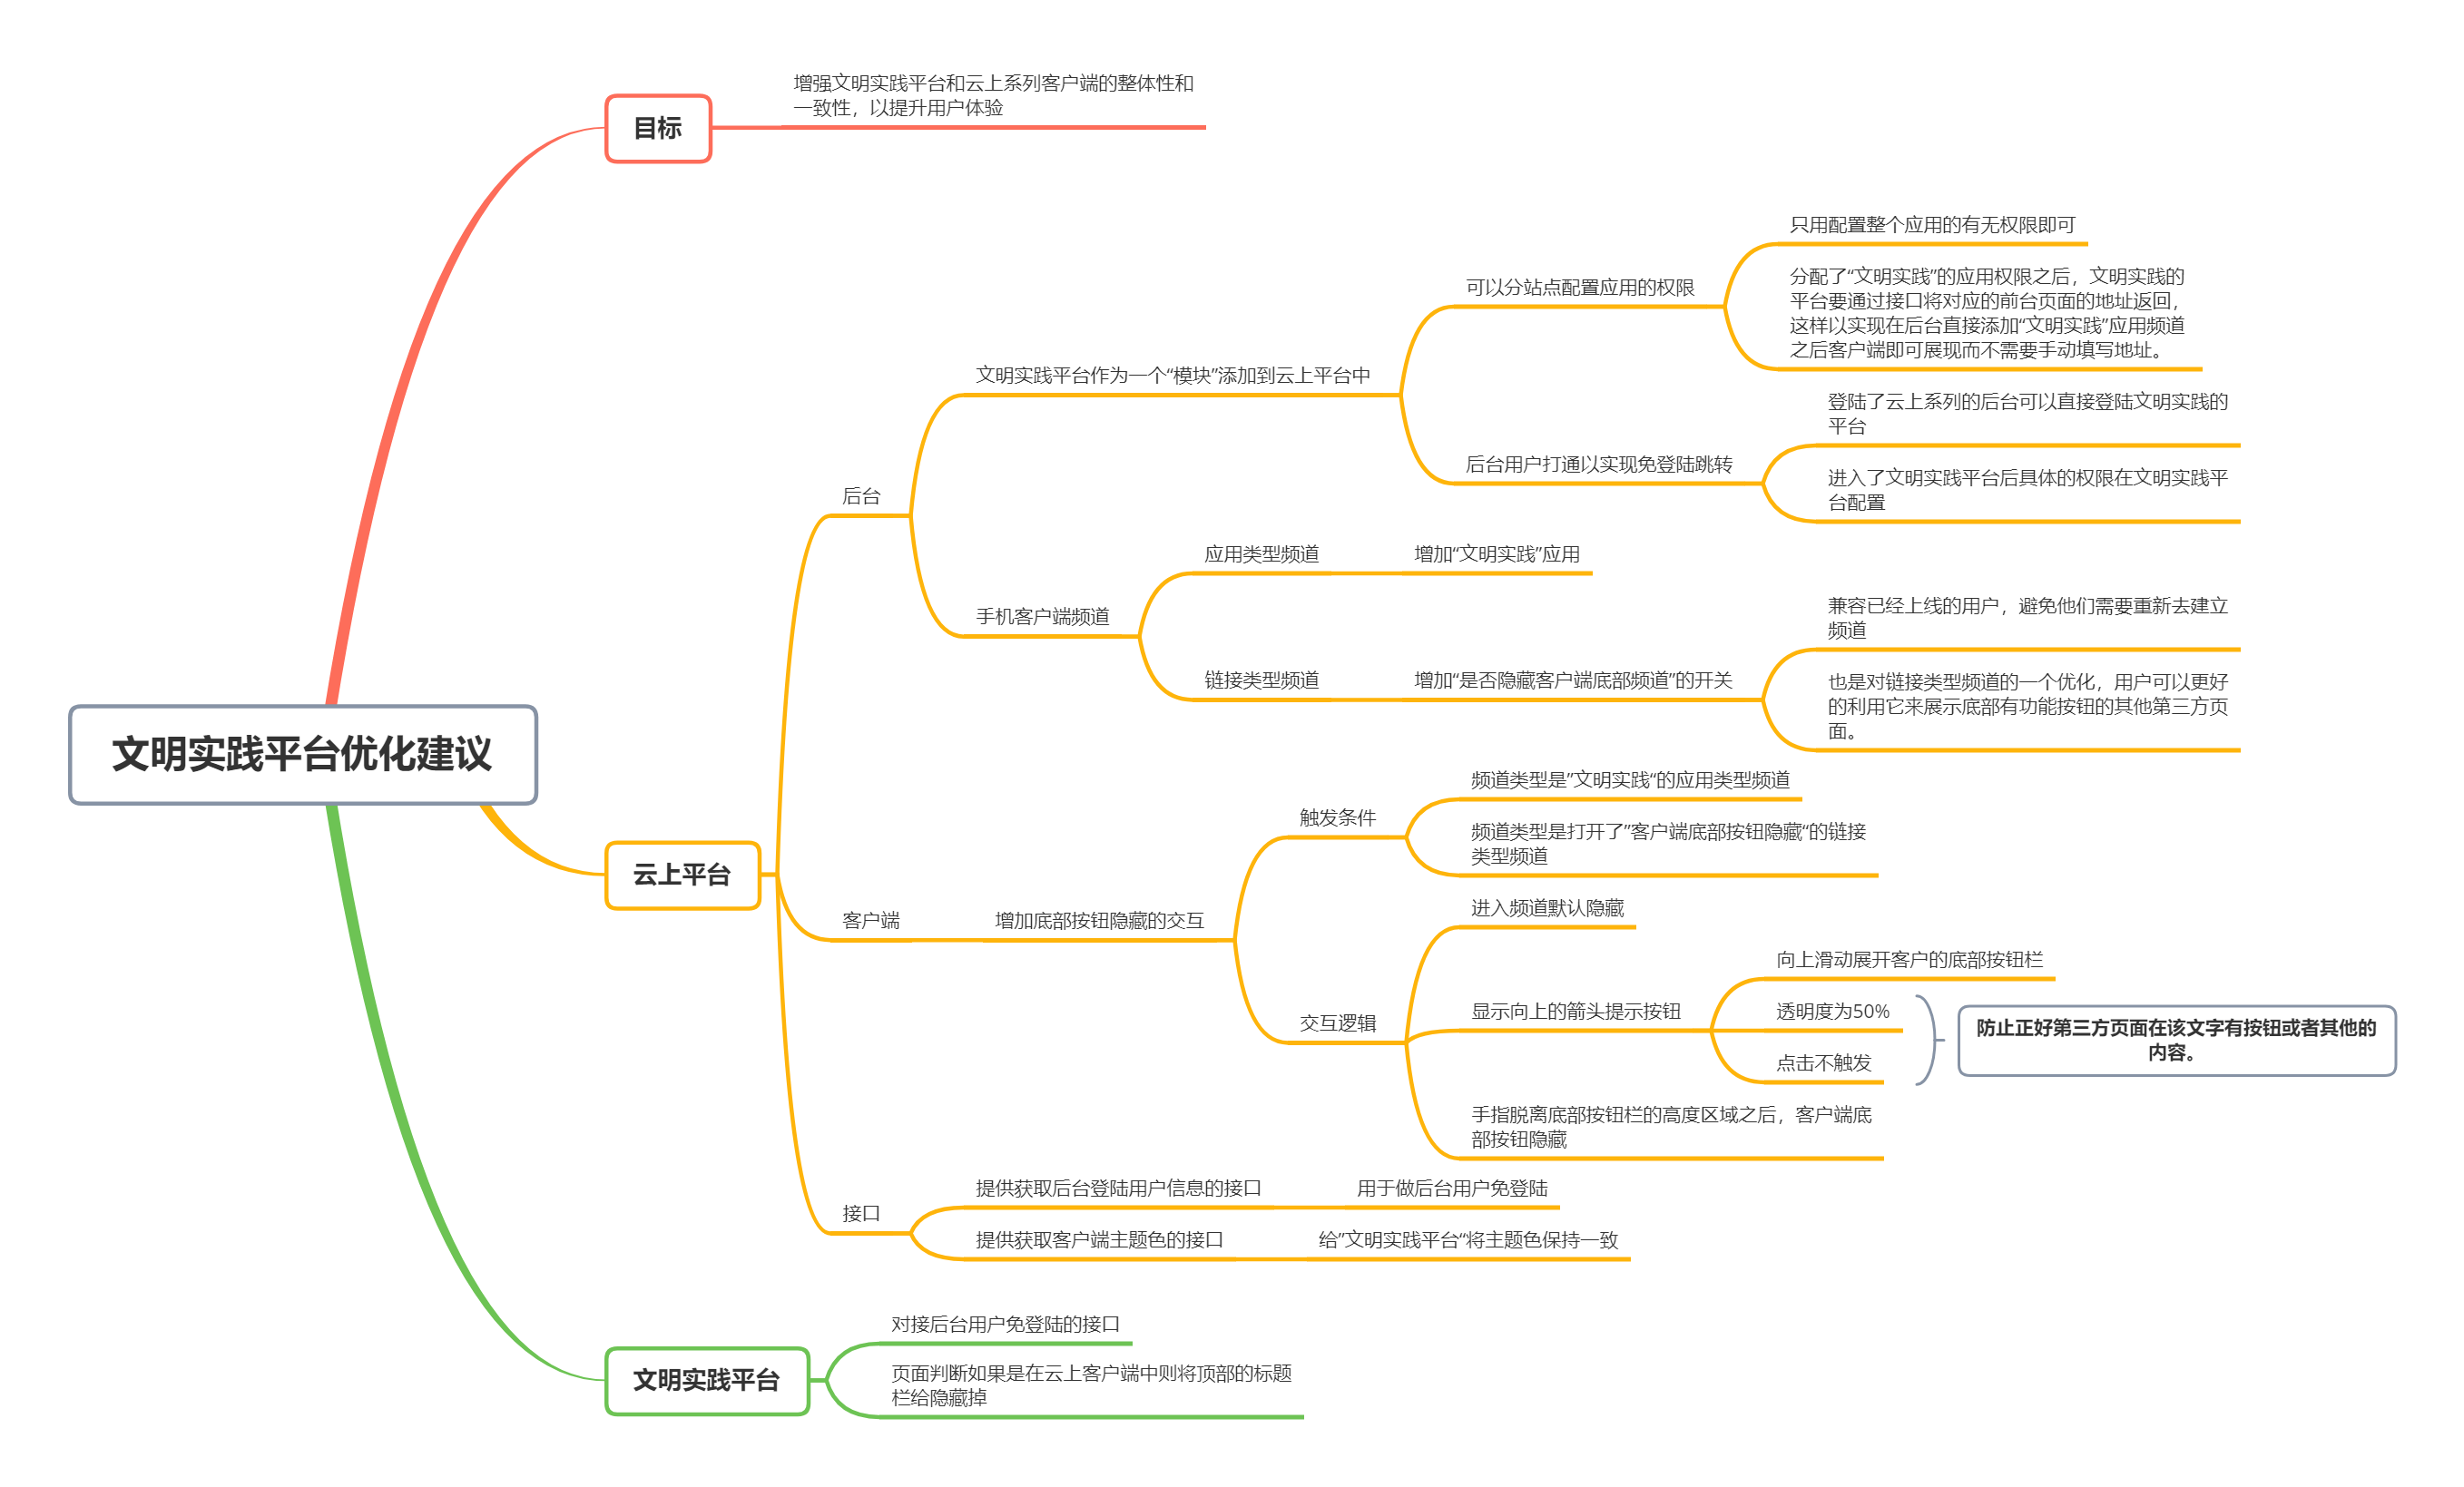 文明实践平台优化建议
目标
增强文明实践平台和云上系列客户端的整体性和
一致性，以提升用户体验
云上平台
后台
文明实践平台作为一个“模块”添加到云上平台中
可以分站点配置应用的权限
只用配置整个应用的有无权限即可
分配了“文明实践”的应用权限之后，文明实践的
平台要通过接口将对应的前台页面的地址返回，
这样以实现在后台直接添加“文明实践”应用频道
之后客户端即可展现而不需要手动填写地址。
后台用户打通以实现免登陆跳转
登陆了云上系列的后台可以直接登陆文明实践的
平台
进入了文明实践平台后具体的权限在文明实践平
台配置
手机客户端频道
应用类型频道
增加“文明实践”应用
链接类型频道
增加“是否隐藏客户端底部频道”的开关
兼容已经上线的用户，避免他们需要重新去建立
频道
也是对链接类型频道的一个优化，用户可以更好
的利用它来展示底部有功能按钮的其他第三方页
面。
客户端
增加底部按钮隐藏的交互
触发条件
频道类型是”文明实践“的应用类型频道
频道类型是打开了”客户端底部按钮隐藏“的链接
类型频道
交互逻辑
进入频道默认隐藏
显示向上的箭头提示按钮
向上滑动展开客户的底部按钮栏
透明度为50%
点击不触发
防止正好第三方页面在该文字有按钮或者其他的
内容。
手指脱离底部按钮栏的高度区域之后，客户端底
部按钮隐藏
接口
提供获取后台登陆用户信息的接口
用于做后台用户免登陆
提供获取客户端主题色的接口
给”文明实践平台“将主题色保持一致
文明实践平台
对接后台用户免登陆的接口
页面判断如果是在云上客户端中则将顶部的标题
栏给隐藏掉